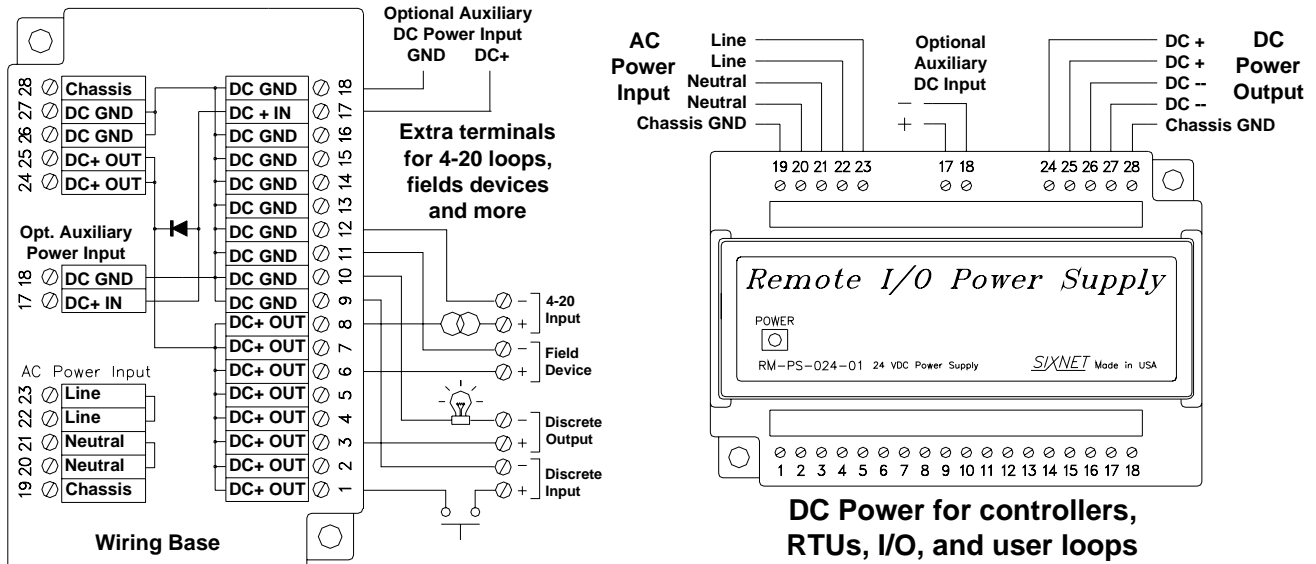 Optional Auxiliary
DC Power Input
GND DC+
28 Chassis
27 DC GND
26 DC GND
25 DC+ OUT
24 DC+ OUT
Opt. Auxiliary
Power Input
18 DC GND
17 DC+ IN
AC Power Input
23 Line
22 Line
21 Neutral
20 Neutral
19 Chassis
Wiring Base
DC GND 18
DC + IN 17
DC GND 16
DC GND 15
DC GND 14
DC GND 13
DC GND 12
DC GND 11
DC GND 10
DC GND 9
DC+ OUT 8
DC+ OUT 7
DC+ OUT 6
DC+ OUT 5
DC+ OUT 4
DC+ OUT 3
DC+ OUT 2
DC+ OUT 1
Extra terminals
for 4-20 loops,
fields devices
and more
− 4-20
+ Input
− Field
+ Device
− Discrete
+ Output
− Discrete
+ Input
AC
Power
Input
Line
Line
Neutral
Neutral
Chassis GND
Optional
Auxiliary
DC Input
−
+
DC +
DC +
DC --
DC --
Chassis GND
DC
Power
Output
19 20 21 22 23 17 18 24 25 26 27 28
Remote I/O Power Supply
POWER
RM-PS-024-01 24 VDC Power Supply SIXNET Made in USA
1 2 3 4 5 6 7 8 9 10 11 12 13 14 15 16 17 18
DC Power for controllers,
RTUs, I/O, and user loops